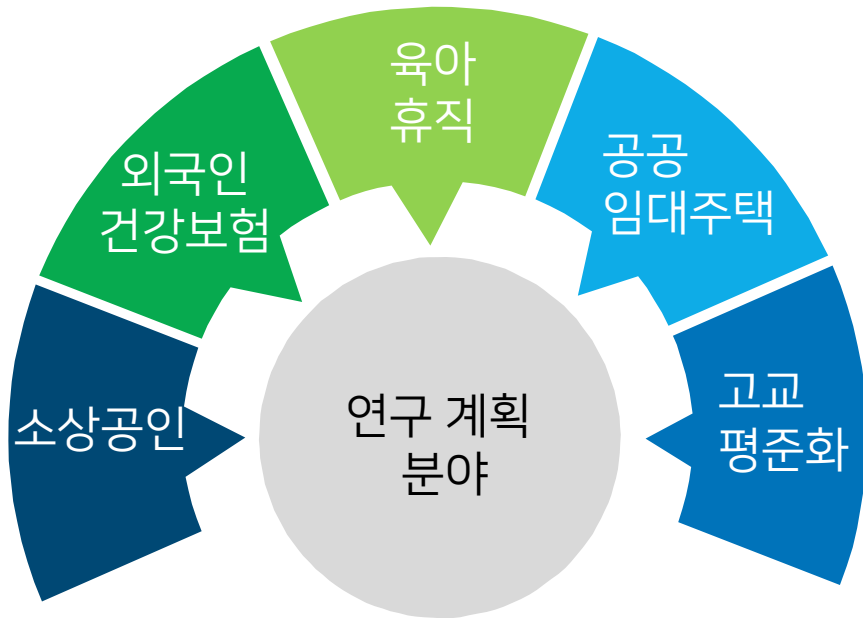 소상공인
외국인
건강보험
육아
휴직
공공
임대주택
고교
평준화
연구 계획
분야